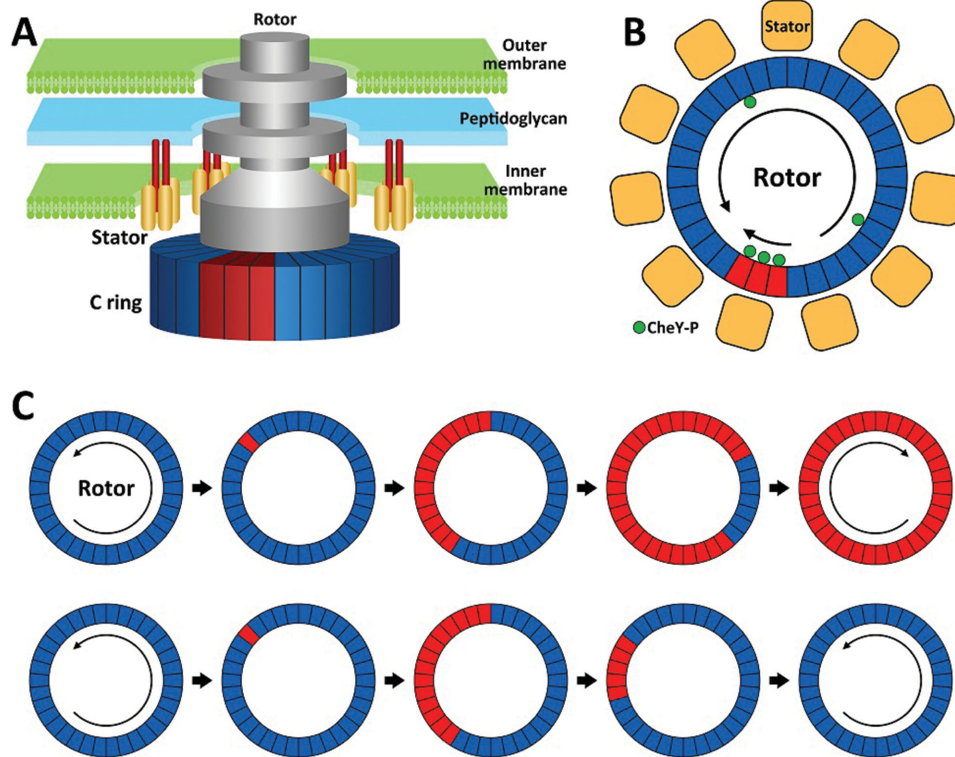 A
Rotor
Outer
membrane
Peptidoglycan
Inner
membrane
Stator
C ring
B
Stator
Rotor
CheY-P
C
Rotor